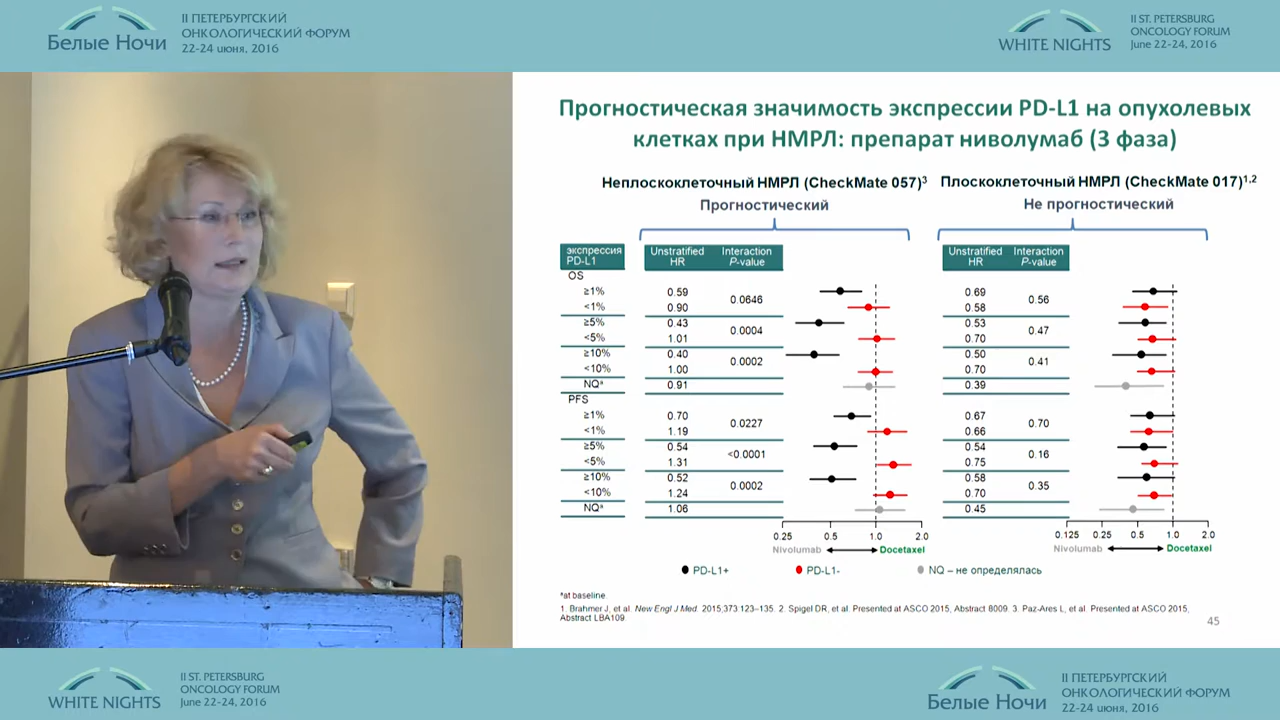 Белые Ночи
II ПЕТЕРБУРГСКИЙ
ОНКОЛОГИЧЕСКИЙ ФОРУМ
22-24 июня, 2016
WHITE NIGHTS
II ST. PETERSBURG
ONCOLOGY FORUM
June 22-24, 2016
Прогностическая значимость экспрессии PD-L1 на опухолевых
клетках при НМРЛ: препарат ниволумаб (3 фаза)
Неплоскоклеточный НМРЛ (CheckMate 057)³
Плоскоклеточный НМРЛ (CheckMate 017)¹,²
Прогностический
Не прогностический
экспрессия PD-L1
Unstratified HR
Interaction P-value
Unstratified HR
Interaction P-value
OS
≥1% 0.59 0.0646 0.69 0.56
<1% 0.90 0.58
≥5% 0.43 0.0004 0.53 0.47
<5% 1.01 0.70
≥10% 0.40 0.0002 0.50 0.41
<10% 1.00 0.70
NQᵃ 0.91 0.39
PFS
≥1% 0.70 0.0227 0.67 0.70
<1% 1.19 0.66
≥5% 0.54 <0.0001 0.54 0.16
<5% 1.31 0.75
≥10% 0.52 0.0002 0.58 0.35
<10% 1.24 0.70
NQᵃ 1.06 0.45
0.25 0.5 1.0 2.0
0.125 0.25 0.5 1.0 2.0
Nivolumab Docetaxel
Nivolumab Docetaxel
PD-L1+ PD-L1- NQ – не определялась
ᵃat baseline.
1. Brahmer J, et al. New Engl J Med. 2015;373:123–135. 2. Spigel DR, et al. Presented at ASCO 2015, Abstract 8009. 3. Paz-Ares L, et al. Presented at ASCO 2015,
Abstract LBA109
45
WHITE NIGHTS
II ST. PETERSBURG
ONCOLOGY FORUM
June 22-24, 2016
Белые Ночи
II ПЕТЕРБУРГСКИЙ
ОНКОЛОГИЧЕСКИЙ ФОРУМ
22-24 июня, 2016